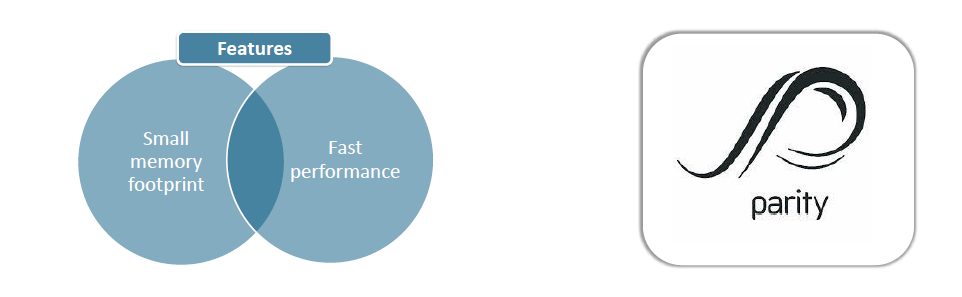 Features
Small
memory
footprint
Fast
performance
parity